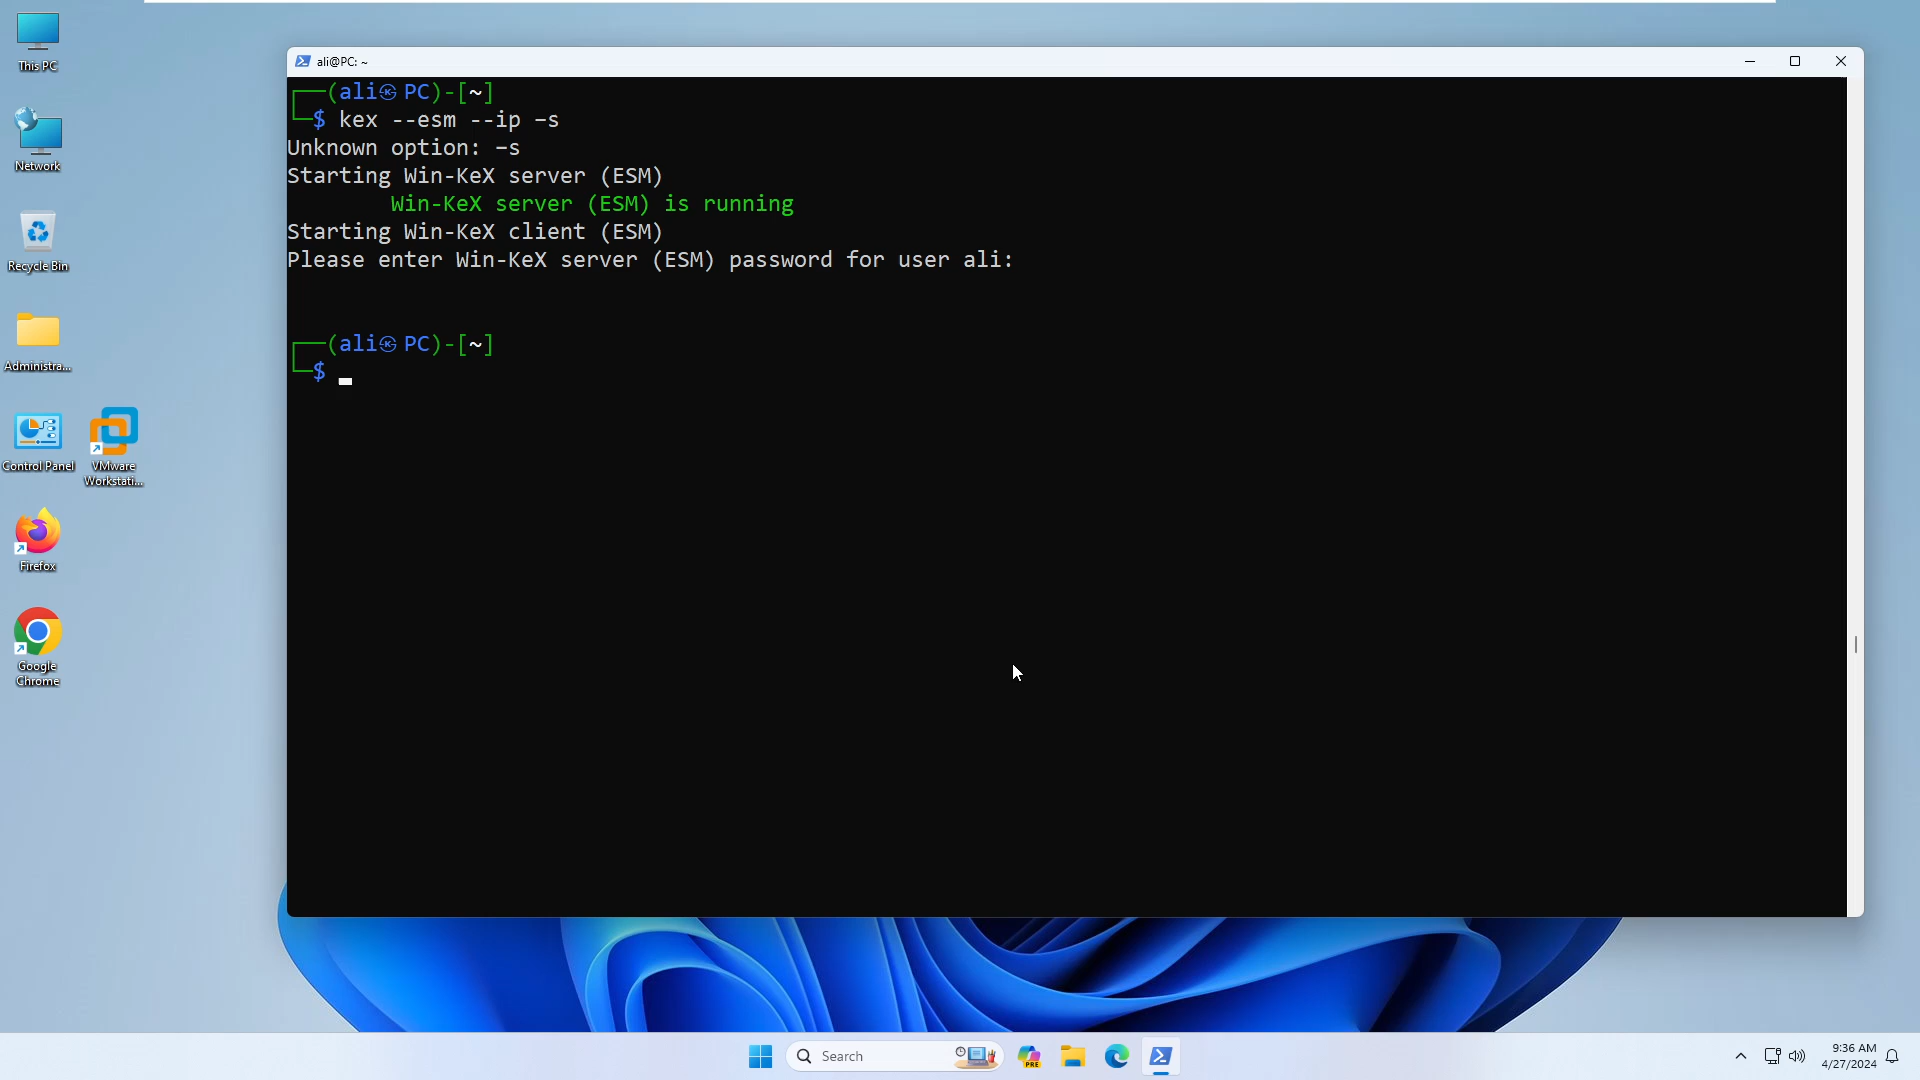 ali@PC: ~
┌──(ali㉿PC)-[~]
└─$ kex --esm --ip –s
Unknown option: –s
Starting Win-KeX server (ESM)
Win-KeX server (ESM) is running
Starting Win-KeX client (ESM)
Please enter Win-KeX server (ESM) password for user ali:
┌──(ali㉿PC)-[~]
└─$
This PC
Network
Recycle Bin
Administra...
Control Panel
VMware
Workstati...
Firefox
Google
Chrome
Search
PRE
9:36 AM
4/27/2024